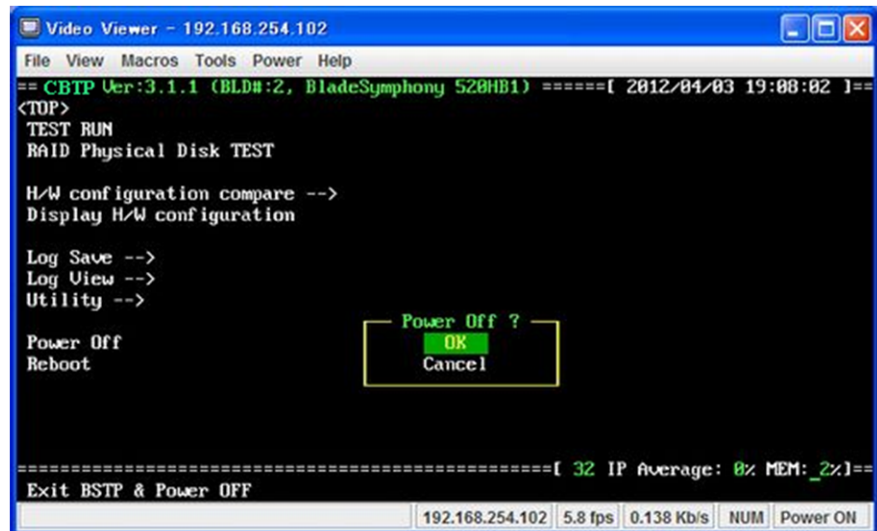 Video Viewer - 192.168.254.102
File View Macros Tools Power Help
== CBTP Ver:3.1.1 (BLD#:2, BladeSymphony 520HB1) ======[ 2012/04/03 19:08:02 ]==
<TOP>
TEST RUN
RAID Physical Disk TEST
H/W configuration compare -->
Display H/W configuration
Log Save -->
Log View -->
Utility -->
Power Off ?
Power Off OK
Reboot Cancel
==================================================[ 32 IP Average: 0% MEM:_2%]==
Exit BSTP & Power OFF
192.168.254.102 5.8 fps 0.138 Kb/s NUM Power ON